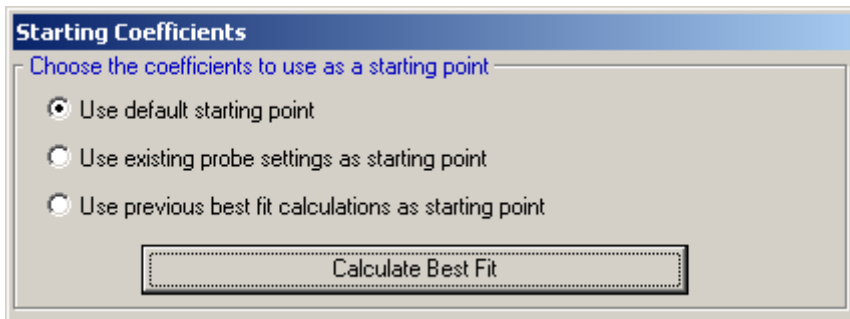 Starting Coefficients
Choose the coefficients to use as a starting point
Use default starting point
Use existing probe settings as starting point
Use previous best fit calculations as starting point
Calculate Best Fit